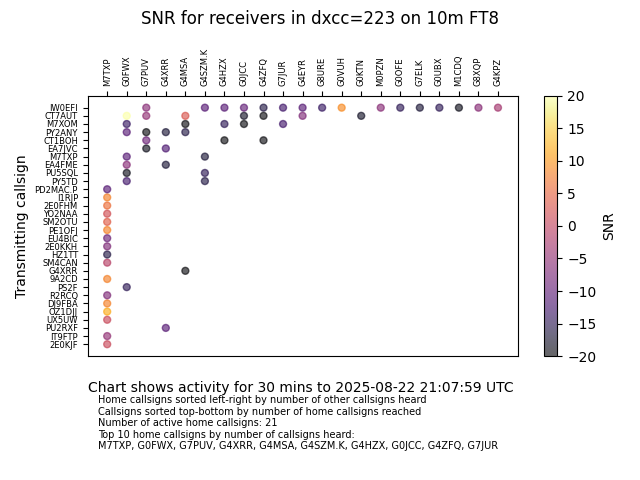 SNR for receivers in dxcc=223 on 10m FT8
M7TXP G0FWX G7PUV G4XRR G4MSA G4SZM.K G4HZX G0JCC G4ZFQ G7JUR G4EYR G8URE G0VUH G0KTN M0PZN G0OFE G7ELK G0UBX M1CDQ G8XQP G4KPZ
Transmitting callsign
IW0EFI
CT7AUT
M7XOM
PY2ANY
CT1BOH
EA7JVC
M7TXP
EA4FME
PU5SQL
PY5TD
PD2MAC.P
I1RJP
2E0FHM
YO2NAA
SM2OTU
PE1OFJ
EU4BIC
2E0KKH
HZ1TT
SM4CAN
G4XRR
9A2CD
PS2F
R2RCQ
DJ9FBA
OZ1DJJ
UX5UW
PU2RXF
IT9FTP
2E0KJF
20
15
10
5
0
−5
−10
−15
−20
SNR
Chart shows activity for 30 mins to 2025-08-22 21:07:59 UTC
Home callsigns sorted left-right by number of other callsigns heard
Callsigns sorted top-bottom by number of home callsigns reached
Number of active home callsigns: 21
Top 10 home callsigns by number of callsigns heard:
M7TXP, G0FWX, G7PUV, G4XRR, G4MSA, G4SZM.K, G4HZX, G0JCC, G4ZFQ, G7JUR